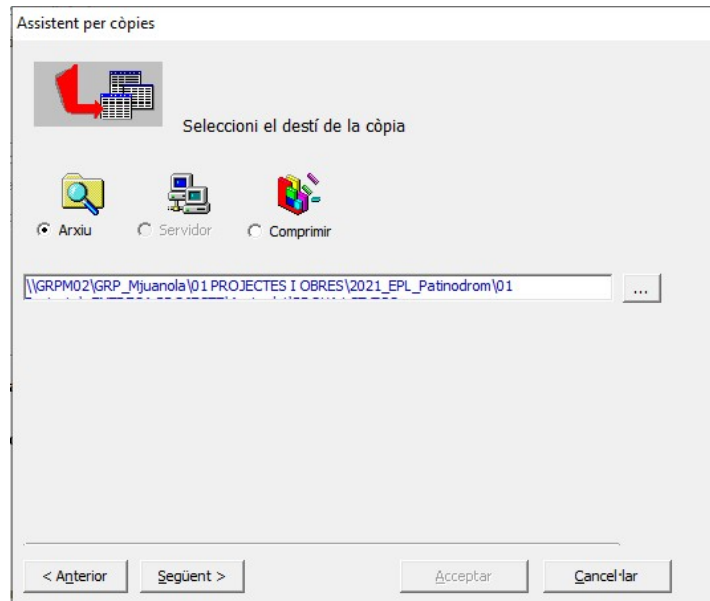 Assistent per còpies
Seleccioni el destí de la còpia
Arxiu Servidor Comprimir
\\GRPM02\GRP_Mjuanola\01 PROJECTES I OBRES\2021_EPL_Patinodrom\01
...
< Anterior Següent > Acceptar Cancel·lar